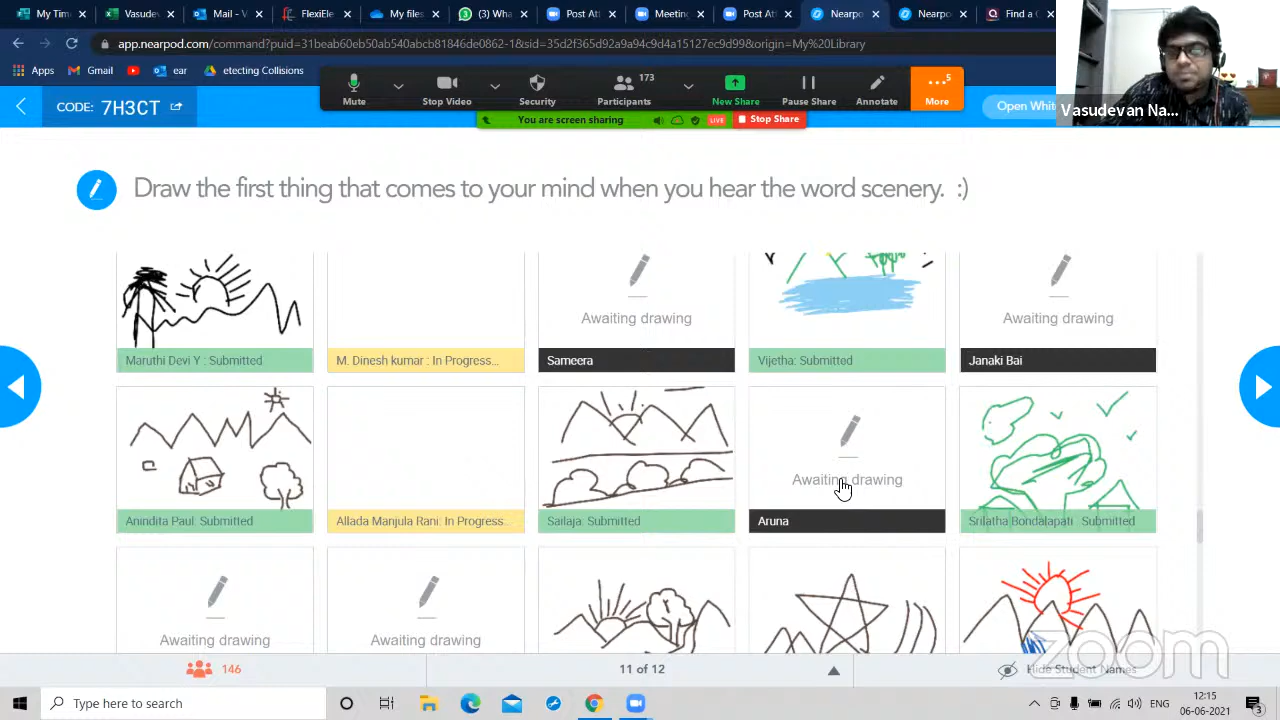 My Tim
Vasudev
Mail - V
FlexiEle
My Files
(3) Wha
Post At
Meeting
Post Att
Nearpo
Nearpo
Find a C
app.nearpod.com/command?puid=31beab60eb50ab540abcb81846de0862-1&sid=35d2f365d92a9a94c9d4a15127ec9d99&origin=My%20Library
Apps
Gmail
ear
etecting Collisions
Mute
Stop Video
Security
Participants
173
New Share
Pause Share
Annotate
More
5
CODE: 7H3CT
Open Whit
You are screen sharing
LIVE
Stop Share
Vasudevan Na...
Draw the first thing that comes to your mind when you hear the word scenery. :)
Awaiting drawing
Awaiting drawing
Maruthi Devi Y : Submitted
M. Dinesh kumar : In Progress...
Sameera
Vijetha: Submitted
Janaki Bai
Awaiting drawing
Anindita Paul: Submitted
Allada Manjula Rani: In Progress...
Sailaja: Submitted
Aruna
Srilatha Bondalapati : Submitted
Awaiting drawing
Awaiting drawing
zoom
146
11 of 12
Hide Student Names
Type here to search
ENG
12:15
06-06-2021
3